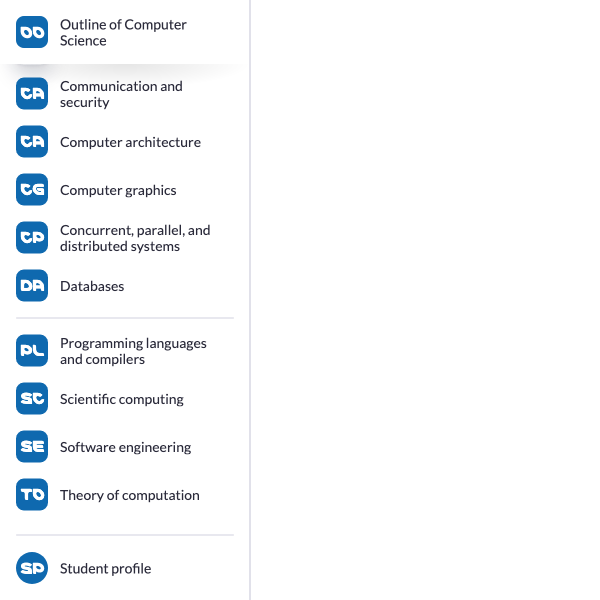 OO
Outline of Computer
Science
CA
Communication and
security
CA
Computer architecture
CG
Computer graphics
CP
Concurrent, parallel, and
distributed systems
DA
Databases
PL
Programming languages
and compilers
SC
Scientific computing
SE
Software engineering
TO
Theory of computation
SP
Student profile